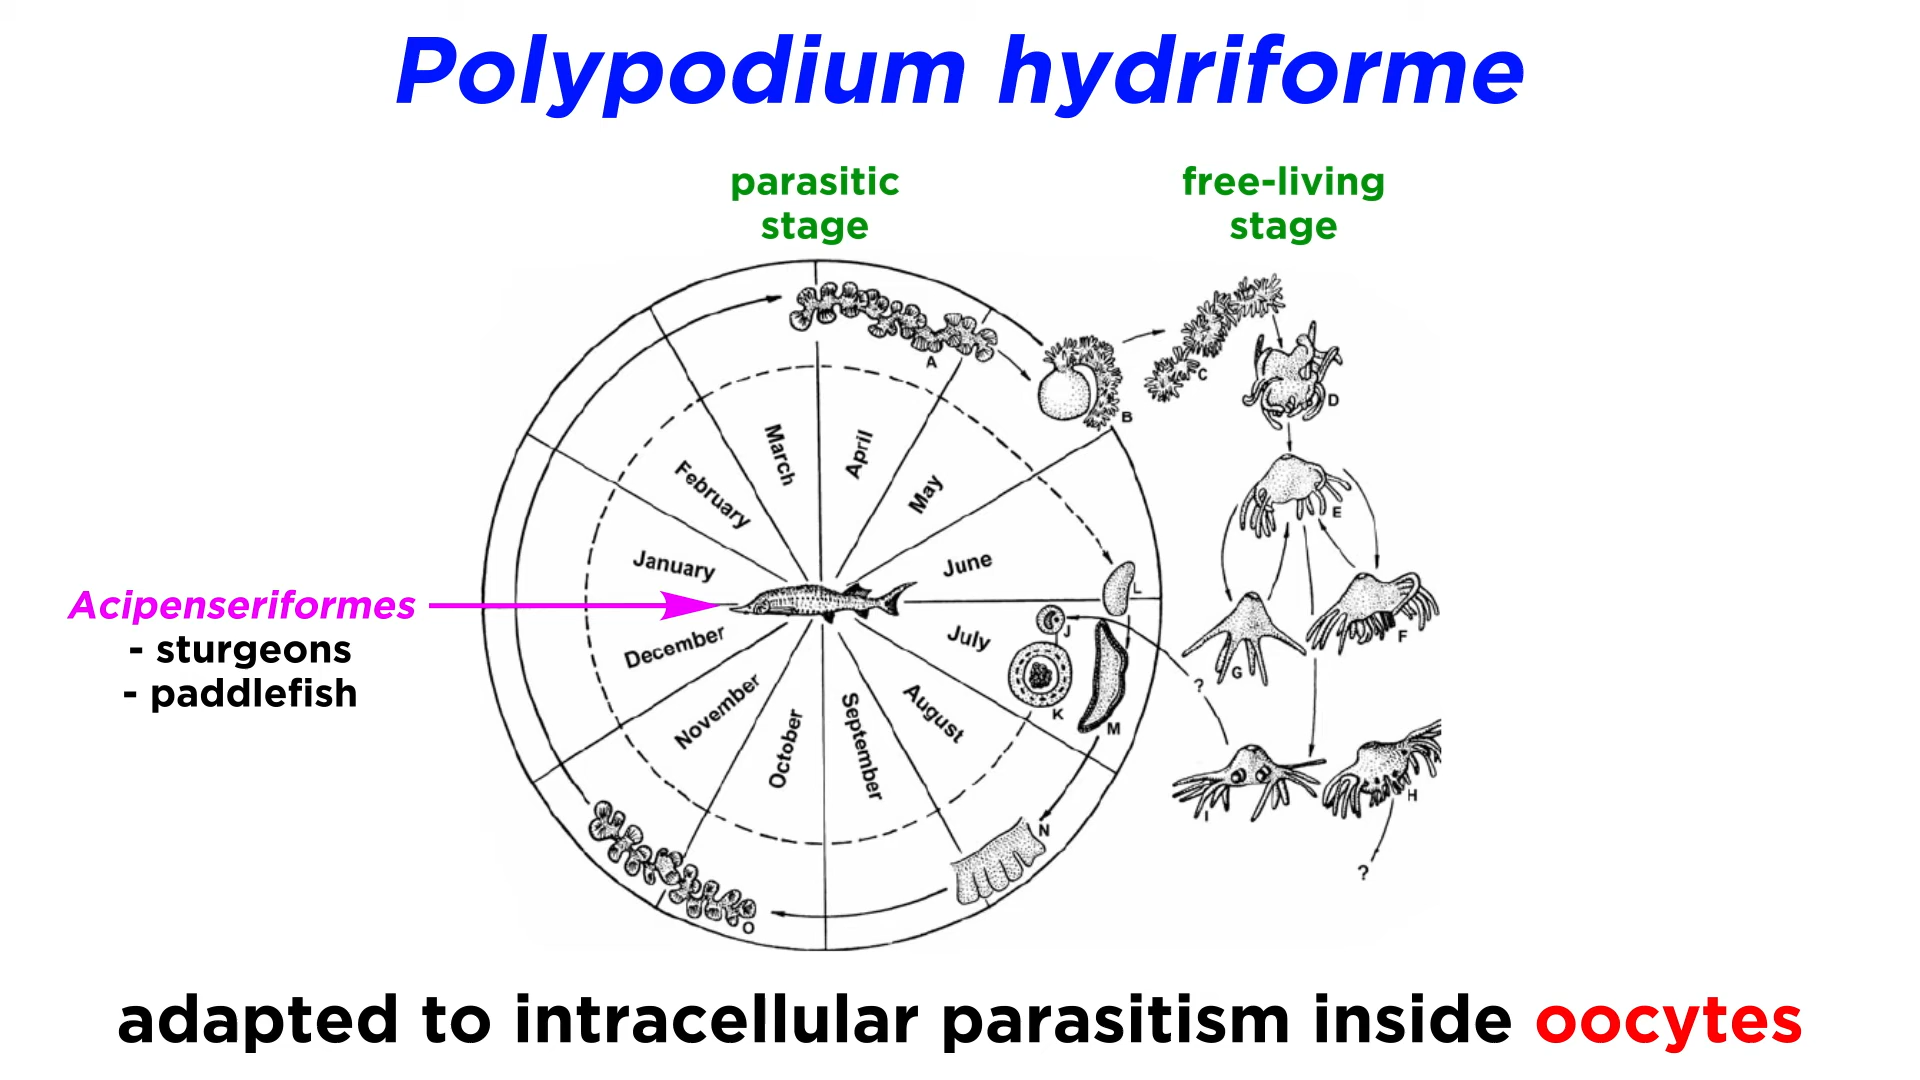 Polypodium hydriforme
parasitic
stage
free-living
stage
A
B
C
D
E
F
G
H
I
J
K
L
M
N
O
?
?
March
April
February
May
January
June
December
July
November
October
September
August
Acipenseriformes
- sturgeons
- paddlefish
adapted to intracellular parasitism inside oocytes